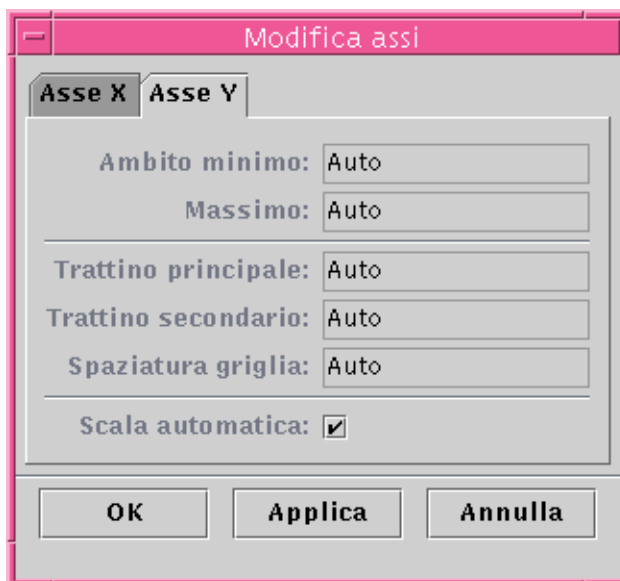 Modifica assi
Asse X Asse Y
Ambito minimo: Auto
Massimo: Auto
Trattino principale: Auto
Trattino secondario: Auto
Spaziatura griglia: Auto
Scala automatica:
OK Applica Annulla